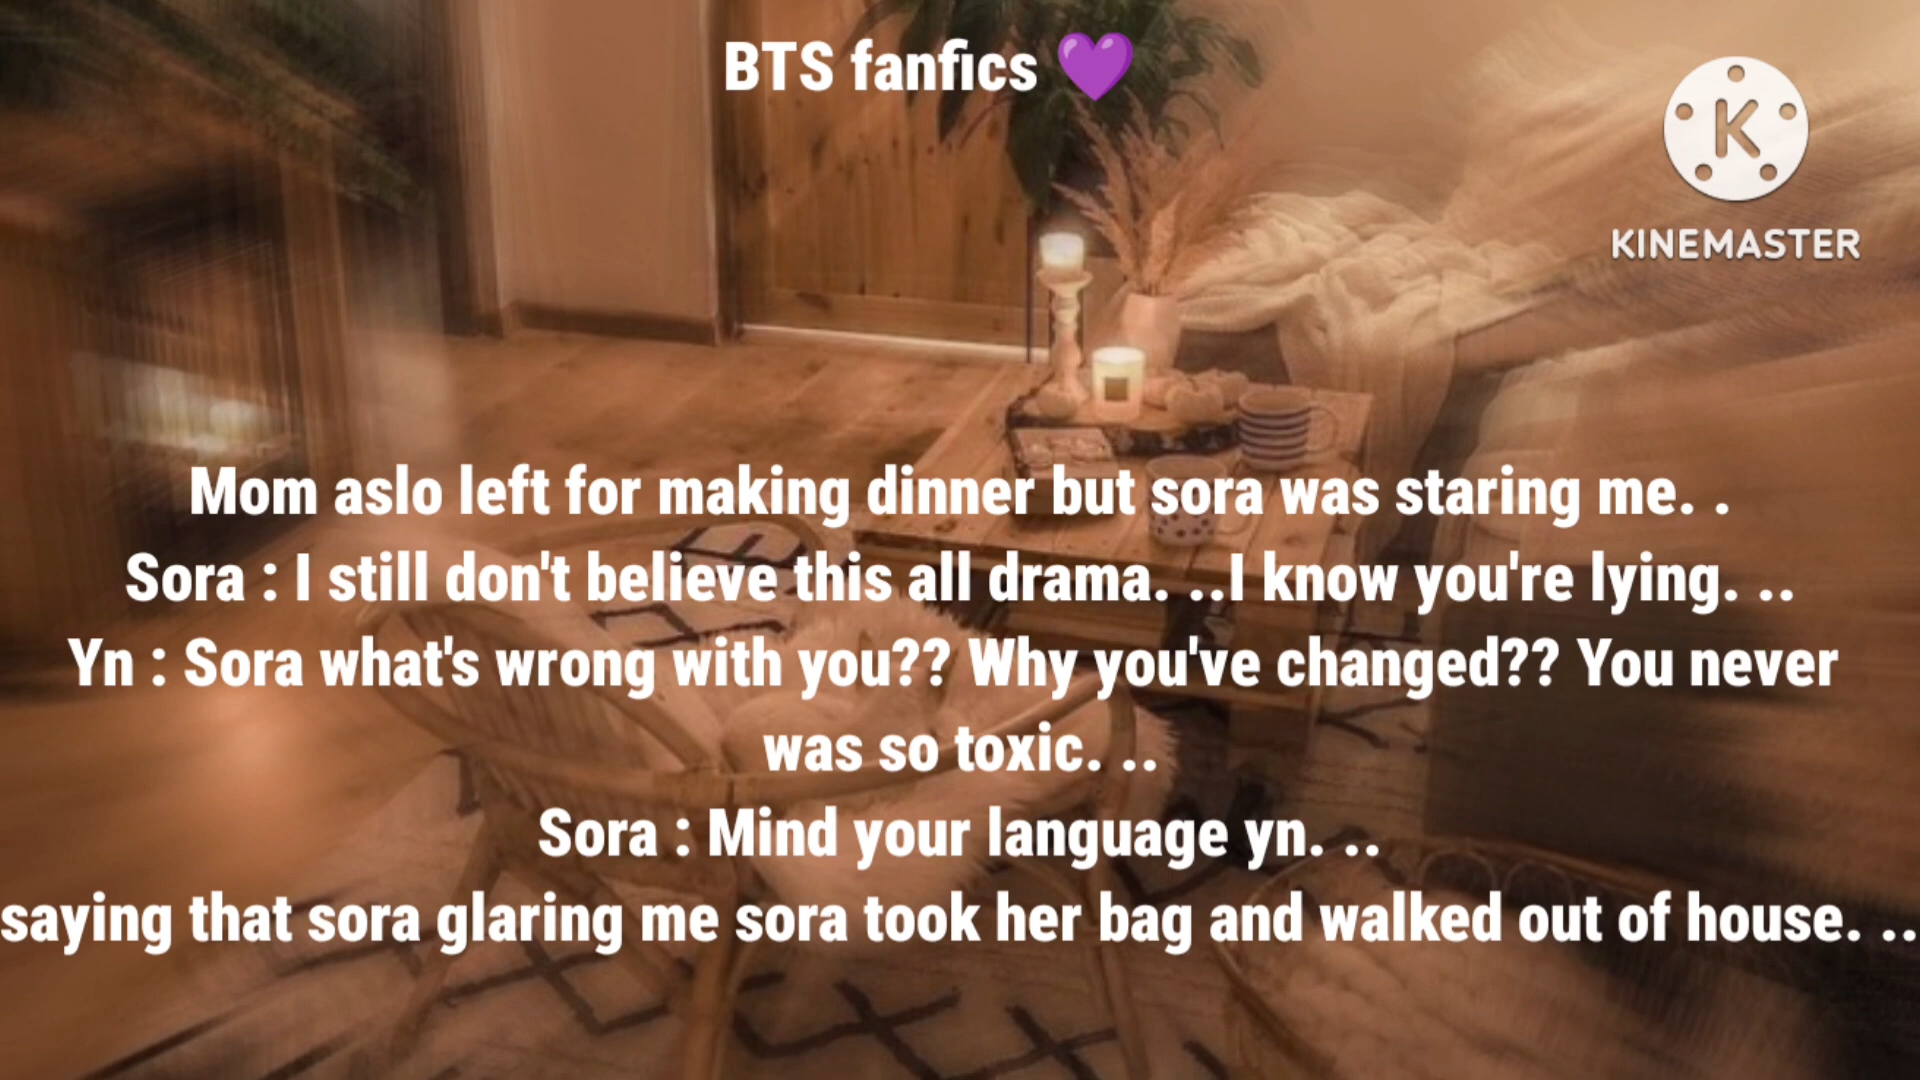 BTS fanfics 💜
K
KINEMASTER
Mom aslo left for making dinner but sora was staring me. .
Sora : I still don't believe this all drama. ..I know you're lying. ..
Yn : Sora what's wrong with you?? Why you've changed?? You never
was so toxic. ..
Sora : Mind your language yn. ..
saying that sora glaring me sora took her bag and walked out of house. ..